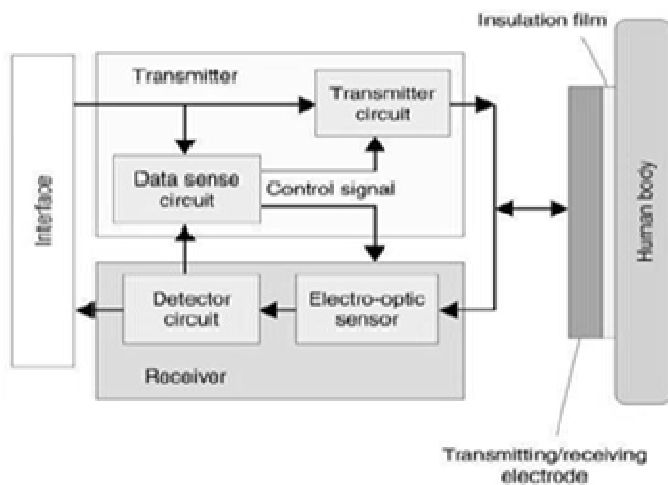 Insulation film
Transmitter
Transmitter
circuit
Data sense
circuit
Control signal
Interface
Human body
Detector
circuit
Electro-optic
sensor
Receiver
Transmitting/receiving
electrode